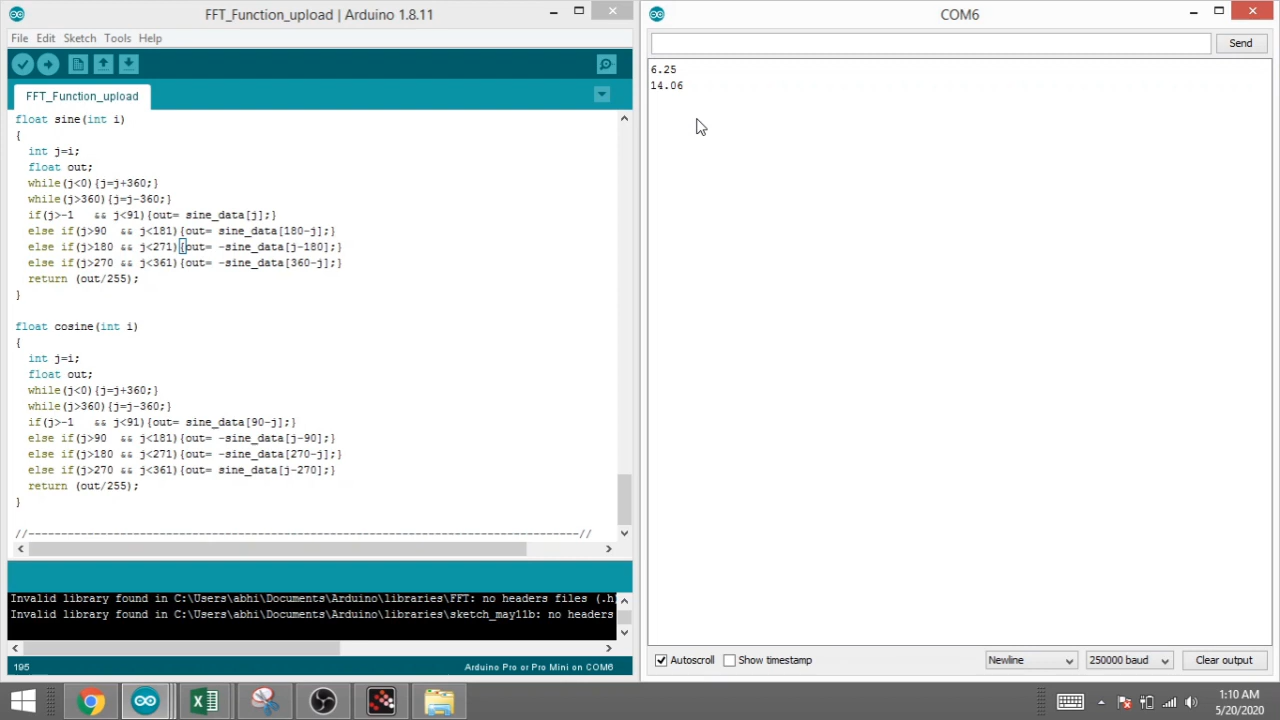 FFT_Function_upload | Arduino 1.8.11
File Edit Sketch Tools Help
FFT_Function_upload
float sine(int i)
{
int j=i;
float out;
while(j<0){j=j+360;}
while(j>360){j=j-360;}
if(j>-1   && j<91){out= sine_data[j];}
else if(j>90  && j<181){out= sine_data[180-j];}
else if(j>180 && j<271){out= -sine_data[j-180];}
else if(j>270 && j<361){out= -sine_data[360-j];}
return (out/255);
}
float cosine(int i)
{
int j=i;
float out;
while(j<0){j=j+360;}
while(j>360){j=j-360;}
if(j>-1   && j<91){out= sine_data[90-j];}
else if(j>90  && j<181){out= -sine_data[j-90];}
else if(j>180 && j<271){out= -sine_data[270-j];}
else if(j>270 && j<361){out= sine_data[j-270];}
return (out/255);
}
//-------------------------------------------------------------------------------------//
Invalid library found in C:\Users\abhi\Documents\Arduino\libraries\FFT: no headers files (.h
Invalid library found in C:\Users\abhi\Documents\Arduino\libraries\sketch_may11b: no headers
195
Arduino Pro or Pro Mini on COM6
COM6
Send
6.25
14.06
Autoscroll
Show timestamp
Newline
250000 baud
Clear output
1:10 AM
5/20/2020